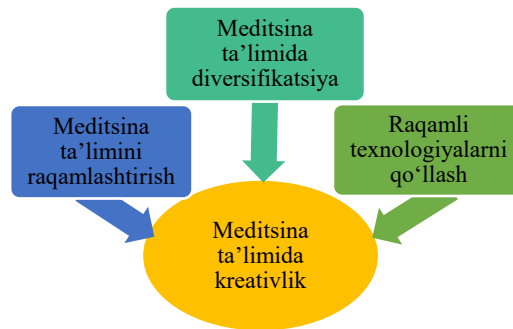 Meditsina
ta’limida
diversifikatsiya
Meditsina
ta’limini
raqamlashtirish
Raqamli
texnologiyalarni
qo‘llash
Meditsina
ta’limida
kreativlik